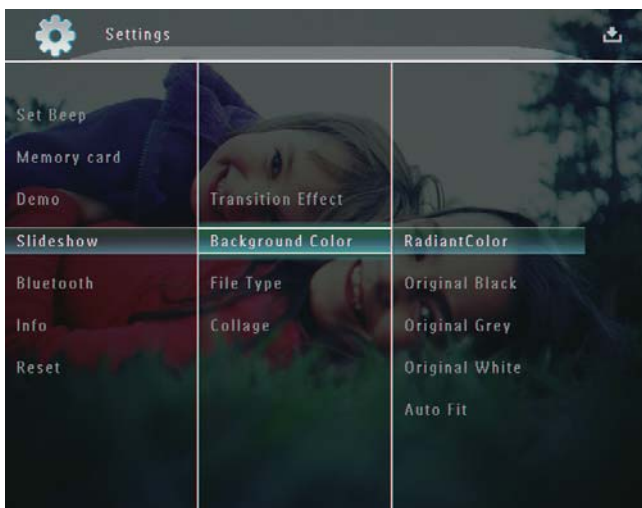 Settings
Set Beep
Memory card
Demo
Slideshow
Bluetooth
Info
Reset
Transition Effect
Background Color
File Type
Collage
RadiantColor
Original Black
Original Grey
Original White
Auto Fit